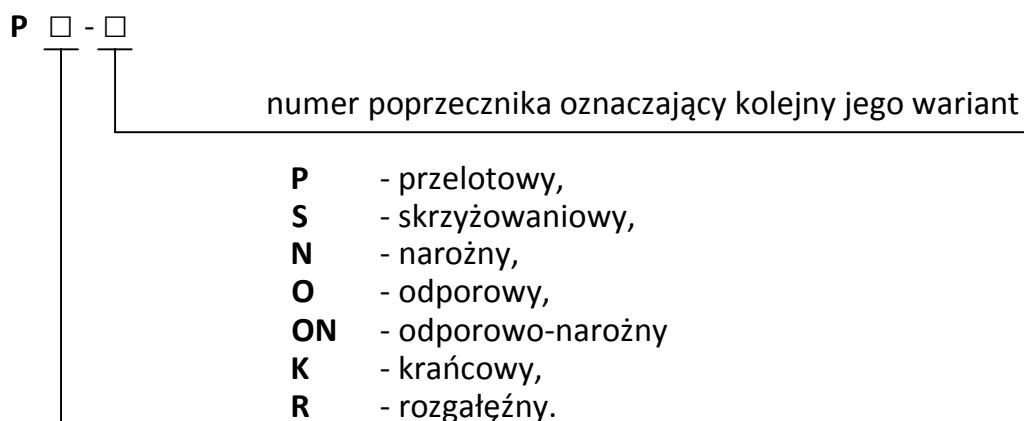 P □ - □
numer poprzecznika oznaczający kolejny jego wariant
P - przelotowy,
S - skrzyżowaniowy,
N - narożny,
O - odporowy,
ON - odporowo-narożny
K - krańcowy,
R - rozgałęźny.